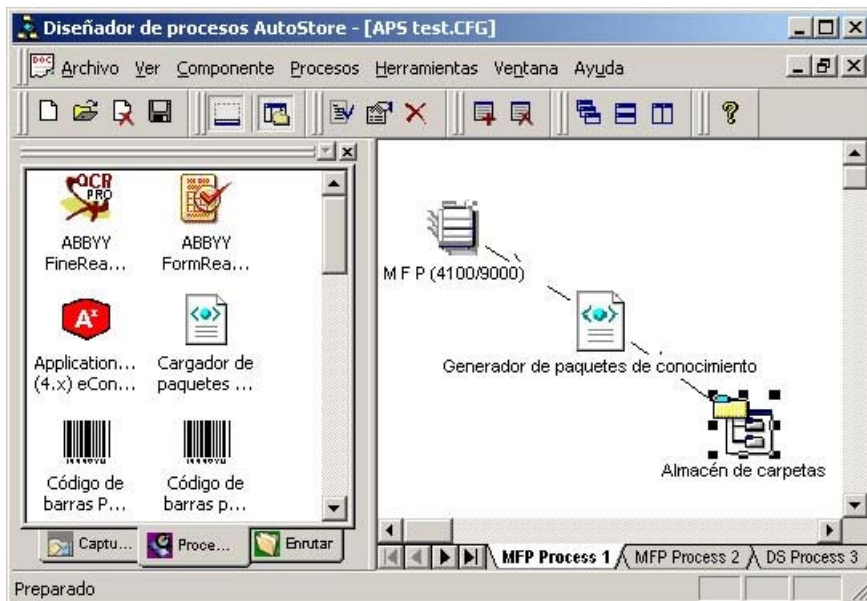 Diseñador de procesos AutoStore - [APS test.CFG]
DOC
Archivo Ver Componente Procesos Herramientas Ventana Ayuda
OCR
PRO
ABBYY
FineRea...
ABBYY
FormRea...
Application...
(4.x) eCon...
Cargador de
paquetes ...
Código de
barras P...
Código de
barras p...
Captu...
Proce...
Enrutar
M F P (4100/9000)
Generador de paquetes de conocimiento
Almacén de carpetas
MFP Process 1
MFP Process 2
DS Process 3
Preparado